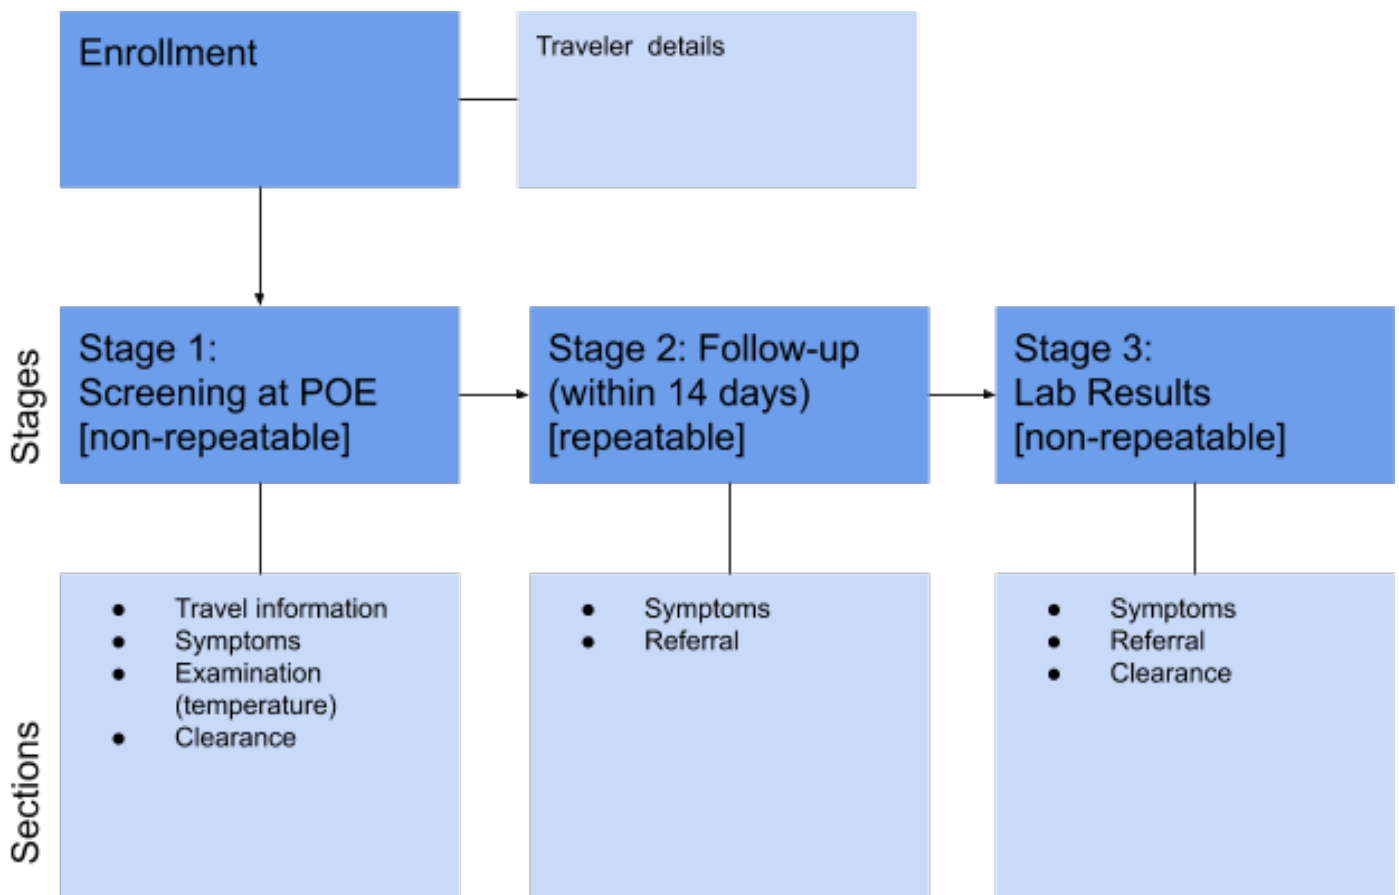 Enrollment
Traveler details
Stages
Stage 1:
Screening at POE
[non-repeatable]
Stage 2: Follow-up
(within 14 days)
[repeatable]
Stage 3:
Lab Results
[non-repeatable]
Sections
● Travel information
● Symptoms
● Examination
(temperature)
● Clearance
● Symptoms
● Referral
● Symptoms
● Referral
● Clearance